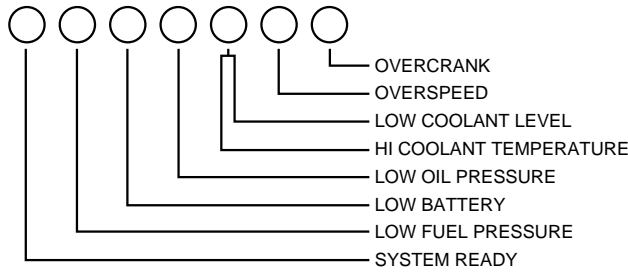 OVERCRANK
OVERSPEED
LOW COOLANT LEVEL
HI COOLANT TEMPERATURE
LOW OIL PRESSURE
LOW BATTERY
LOW FUEL PRESSURE
SYSTEM READY